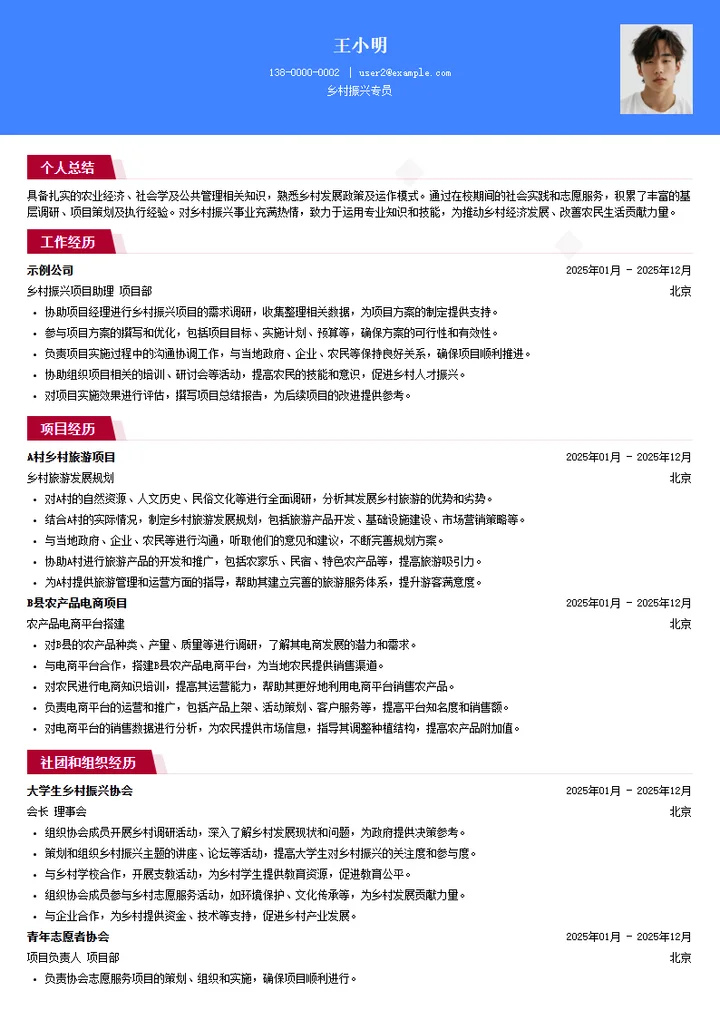 王小明
138-0000-0002 | user2@example.com
乡村振兴专员
个人总结
具备扎实的农业经济、社会学及公共管理相关知识，熟悉乡村发展政策及运作模式。通过在校期间的社会实践和志愿服务，积累了丰富的基
层调研、项目策划及执行经验。对乡村振兴事业充满热情，致力于运用专业知识和技能，为推动乡村经济发展、改善农民生活贡献力量。
工作经历
示例公司 2025年01月 - 2025年12月
乡村振兴项目助理 项目部 北京
• 协助项目经理进行乡村振兴项目的需求调研，收集整理相关数据，为项目方案的制定提供支持。
• 参与项目方案的撰写和优化，包括项目目标、实施计划、预算等，确保方案的可行性和有效性。
• 负责项目实施过程中的沟通协调工作，与当地政府、企业、农民等保持良好关系，确保项目顺利推进。
• 协助组织项目相关的培训、研讨会等活动，提高农民的技能和意识，促进乡村人才振兴。
• 对项目实施效果进行评估，撰写项目总结报告，为后续项目的改进提供参考。
项目经历
A村乡村旅游项目 2025年01月 - 2025年12月
乡村旅游发展规划 北京
• 对A村的自然资源、人文历史、民俗文化等进行全面调研，分析其发展乡村旅游的优势和劣势。
• 结合A村的实际情况，制定乡村旅游发展规划，包括旅游产品开发、基础设施建设、市场营销策略等。
• 与当地政府、企业、农民等进行沟通，听取他们的意见和建议，不断完善规划方案。
• 协助A村进行旅游产品的开发和推广，包括农家乐、民宿、特色农产品等，提高旅游吸引力。
• 为A村提供旅游管理和运营方面的指导，帮助其建立完善的旅游服务体系，提升游客满意度。
B县农产品电商项目 2025年01月 - 2025年12月
农产品电商平台搭建 北京
• 对B县的农产品种类、产量、质量等进行调研，了解其电商发展的潜力和需求。
• 与电商平台合作，搭建B县农产品电商平台，为当地农民提供销售渠道。
• 对农民进行电商知识培训，提高其运营能力，帮助其更好地利用电商平台销售农产品。
• 负责电商平台的运营和推广，包括产品上架、活动策划、客户服务等，提高平台知名度和销售额。
• 对电商平台的销售数据进行分析，为农民提供市场信息，指导其调整种植结构，提高农产品附加值。
社团和组织经历
大学生乡村振兴协会 2025年01月 - 2025年12月
会长 理事会 北京
• 组织协会成员开展乡村调研活动，深入了解乡村发展现状和问题，为政府提供决策参考。
• 策划和组织乡村振兴主题的讲座、论坛等活动，提高大学生对乡村振兴的关注度和参与度。
• 与乡村学校合作，开展支教活动，为乡村学生提供教育资源，促进教育公平。
• 组织协会成员参与乡村志愿服务活动，如环境保护、文化传承等，为乡村发展贡献力量。
• 与企业合作，为乡村提供资金、技术等支持，促进乡村产业发展。
青年志愿者协会 2025年01月 - 2025年12月
项目负责人 项目部 北京
• 负责协会志愿服务项目的策划、组织和实施，确保项目顺利进行。